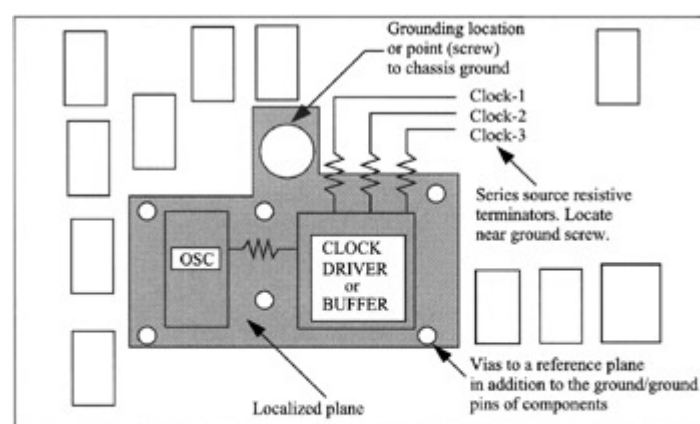 Grounding location
or point (screw)
to chassis ground
Clock-1
Clock-2
Clock-3
Series source resistive
terminators. Locate
near ground screw.
OSC
CLOCK
DRIVER
or
BUFFER
Vias to a reference plane
in addition to the ground/ground
pins of components
Localized plane